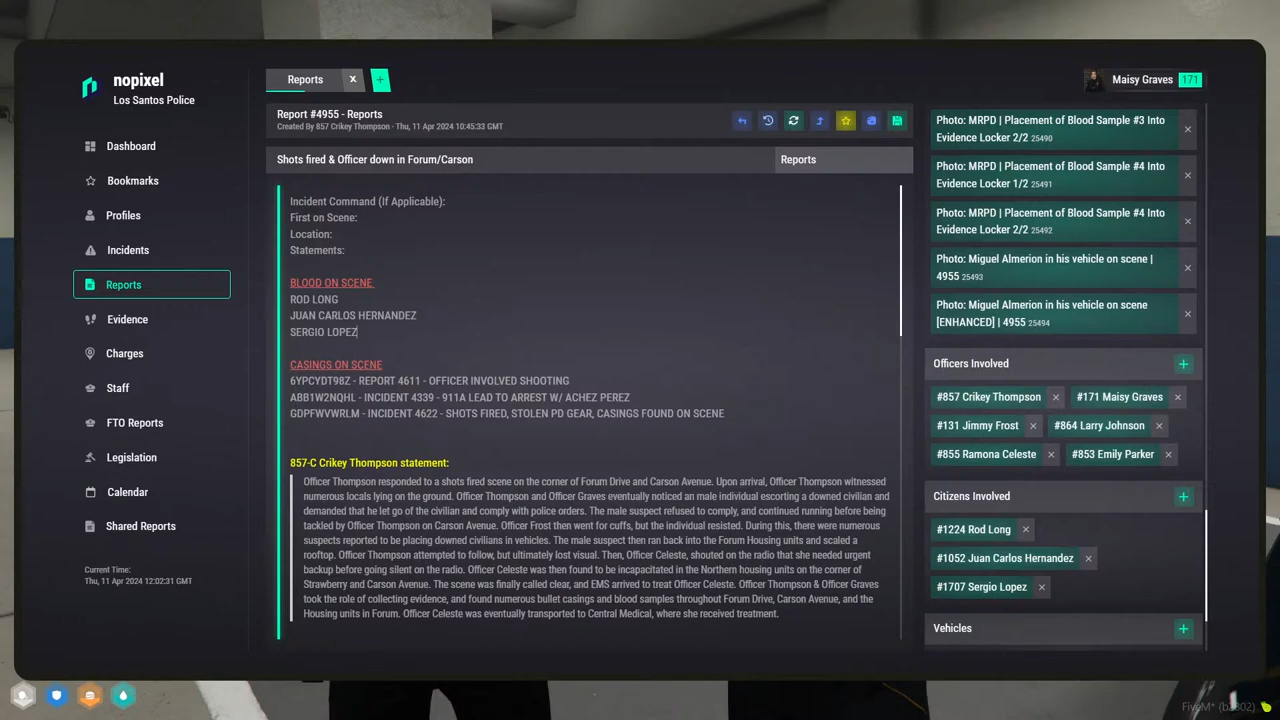 nopixel
Los Santos Police
Dashboard
Bookmarks
Profiles
Incidents
Reports
Evidence
Charges
Staff
FTO Reports
Legislation
Calendar
Shared Reports
Current Time:
Thu, 11 Apr 2024 12:02:31 GMT
Reports
x
+
Report #4955 - Reports
Created By 857 Crikey Thompson - Thu, 11 Apr 2024 10:45:33 GMT
Shots fired & Officer down in Forum/Carson
Reports
Incident Command (If Applicable):
First on Scene:
Location:
Statements:
BLOOD ON SCENE
ROD LONG
JUAN CARLOS HERNANDEZ
SERGIO LOPEZ
CASINGS ON SCENE
6YPCYDT98Z - REPORT 4611 - OFFICER INVOLVED SHOOTING
ABB1W2NQHL - INCIDENT 4339 - 911A LEAD TO ARREST W/ ACHEZ PEREZ
GDPFWVWRLM - INCIDENT 4622 - SHOTS FIRED, STOLEN PD GEAR, CASINGS FOUND ON SCENE
857-C Crikey Thompson statement:
Officer Thompson responded to a shots fired scene on the corner of Forum Drive and Carson Avenue. Upon arrival, Officer Thompson witnessed
numerous locals lying on the ground. Officer Thompson and Officer Graves eventually noticed an male individual escorting a downed civilian and
demanded that he let go of the civilian and comply with police orders. The male suspect refused to comply, and continued running before being
tackled by Officer Thompson on Carson Avenue. Officer Frost then went for cuffs, but the individual resisted. During this, there were numerous
suspects reported to be placing downed civilians in vehicles. The male suspect then ran back into the Forum Housing units and scaled a
rooftop. Officer Thompson attempted to follow, but ultimately lost visual. Then, Officer Celeste, shouted on the radio that she needed urgent
backup before going silent on the radio. Officer Celeste was then found to be incapacitated in the Northern housing units on the corner of
Strawberry and Carson Avenue. The scene was finally called clear, and EMS arrived to treat Officer Celeste. Officer Thompson & Officer Graves
took the role of collecting evidence, and found numerous bullet casings and blood samples throughout Forum Drive, Carson Avenue, and the
Housing units in Forum. Officer Celeste was eventually transported to Central Medical, where she received treatment.
Maisy Graves 171
Photo: MRPD | Placement of Blood Sample #3 Into
Evidence Locker 2/2 25490
Photo: MRPD | Placement of Blood Sample #4 Into
Evidence Locker 1/2 25491
Photo: MRPD | Placement of Blood Sample #4 Into
Evidence Locker 2/2 25492
Photo: Miguel Almerion in his vehicle on scene |
4955 25493
Photo: Miguel Almerion in his vehicle on scene
[ENHANCED] | 4955 25494
Officers Involved
#857 Crikey Thompson
#171 Maisy Graves
#131 Jimmy Frost
#864 Larry Johnson
#855 Ramona Celeste
#853 Emily Parker
Citizens Involved
#1224 Rod Long
#1052 Juan Carlos Hernandez
#1707 Sergio Lopez
Vehicles